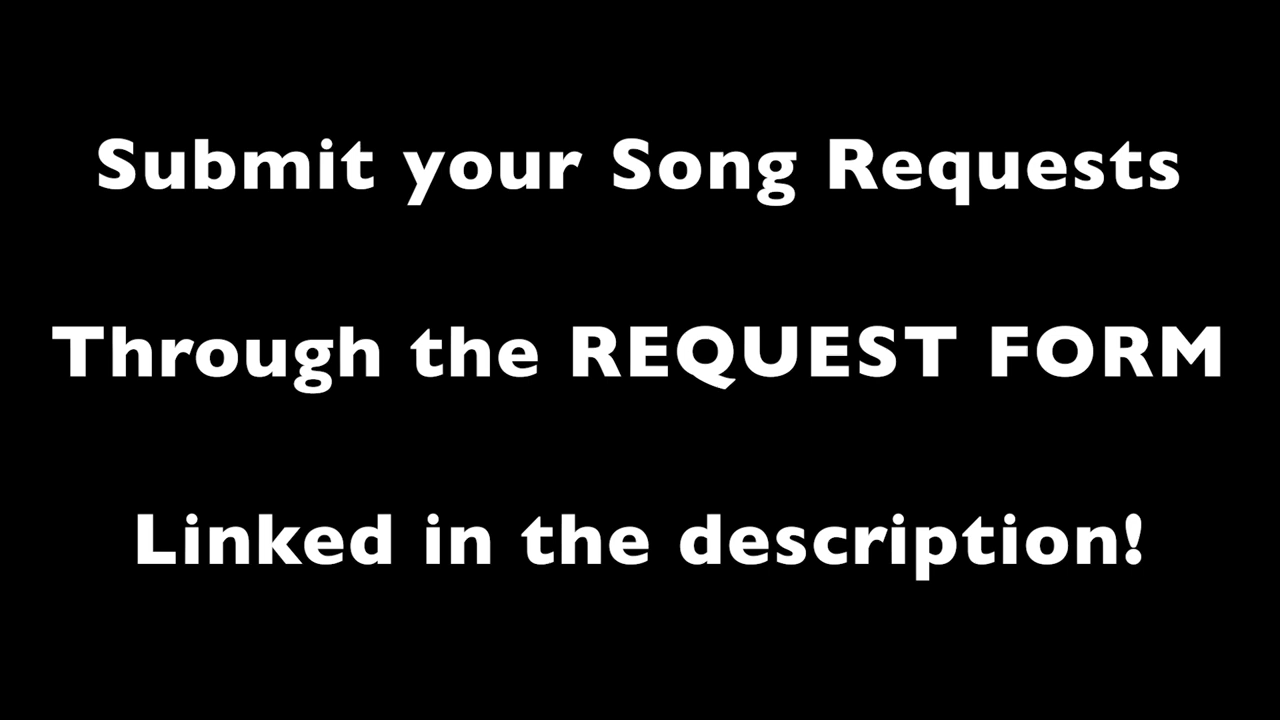 Submit your Song Requests
Through the REQUEST FORM
Linked in the description!